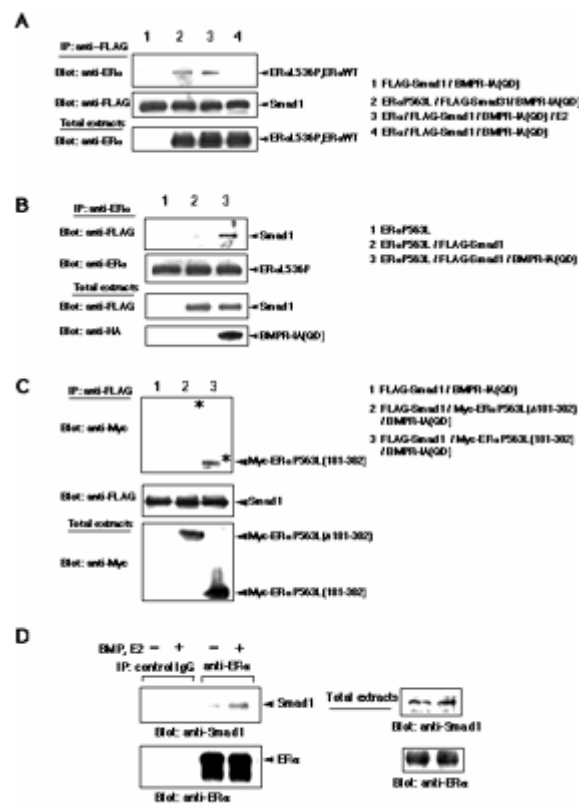 A
1 2 3 4
IP: anti-FLAG
Blot: anti-ERα
ERαL536P,ERαWT
Blot: anti-FLAG
Smad1
Total extracts
Blot: anti-ERα
ERαL536P,ERαWT
1 FLAG-Smad1/BMPR-IA(QD)
2 ERαP563L/FLAG-Smad31/BMPR-IA(QD)
3 ERα/FLAG-Smad1/BMPR-IA(QD)/E2
4 ERα/FLAG-Smad1/BMPR-IA(QD)
B
1 2 3
IP: anti-ERα
Blot: anti-FLAG
Smad1
Blot: anti-ERα
ERαL536P
Total extracts
Blot: anti-FLAG
Smad1
Blot: anti-HA
BMPR-IA(QD)
1 ERαP563L
2 ERαP563L/FLAG-Smad1
3 ERαP563L/FLAG-Smad1/BMPR-IA(QD)
C
1 2 3
IP: anti-FLAG
*
Blot: anti-Myc
*
Myc-ERαP563L(181-302)
Blot: anti-FLAG
Smad1
Total extracts
Myc-ERαP563L(Δ181-302)
Blot: anti-Myc
Myc-ERαP563L(181-302)
1 FLAG-Smad1/BMPR-IA(QD)
2 FLAG-Smad1/Myc-ERαP563L(Δ181-302)
/BMPR-IA(QD)
3 FLAG-Smad1/Myc-ERαP563L(181-302)
/BMPR-IA(QD)
D
BMP, E2 − + − +
IP: control IgG anti-ERα
Smad1
Blot: anti-Smad1
ERα
Blot: anti-ERα
Total extracts
Blot: anti-Smad1
Blot: anti-ERα